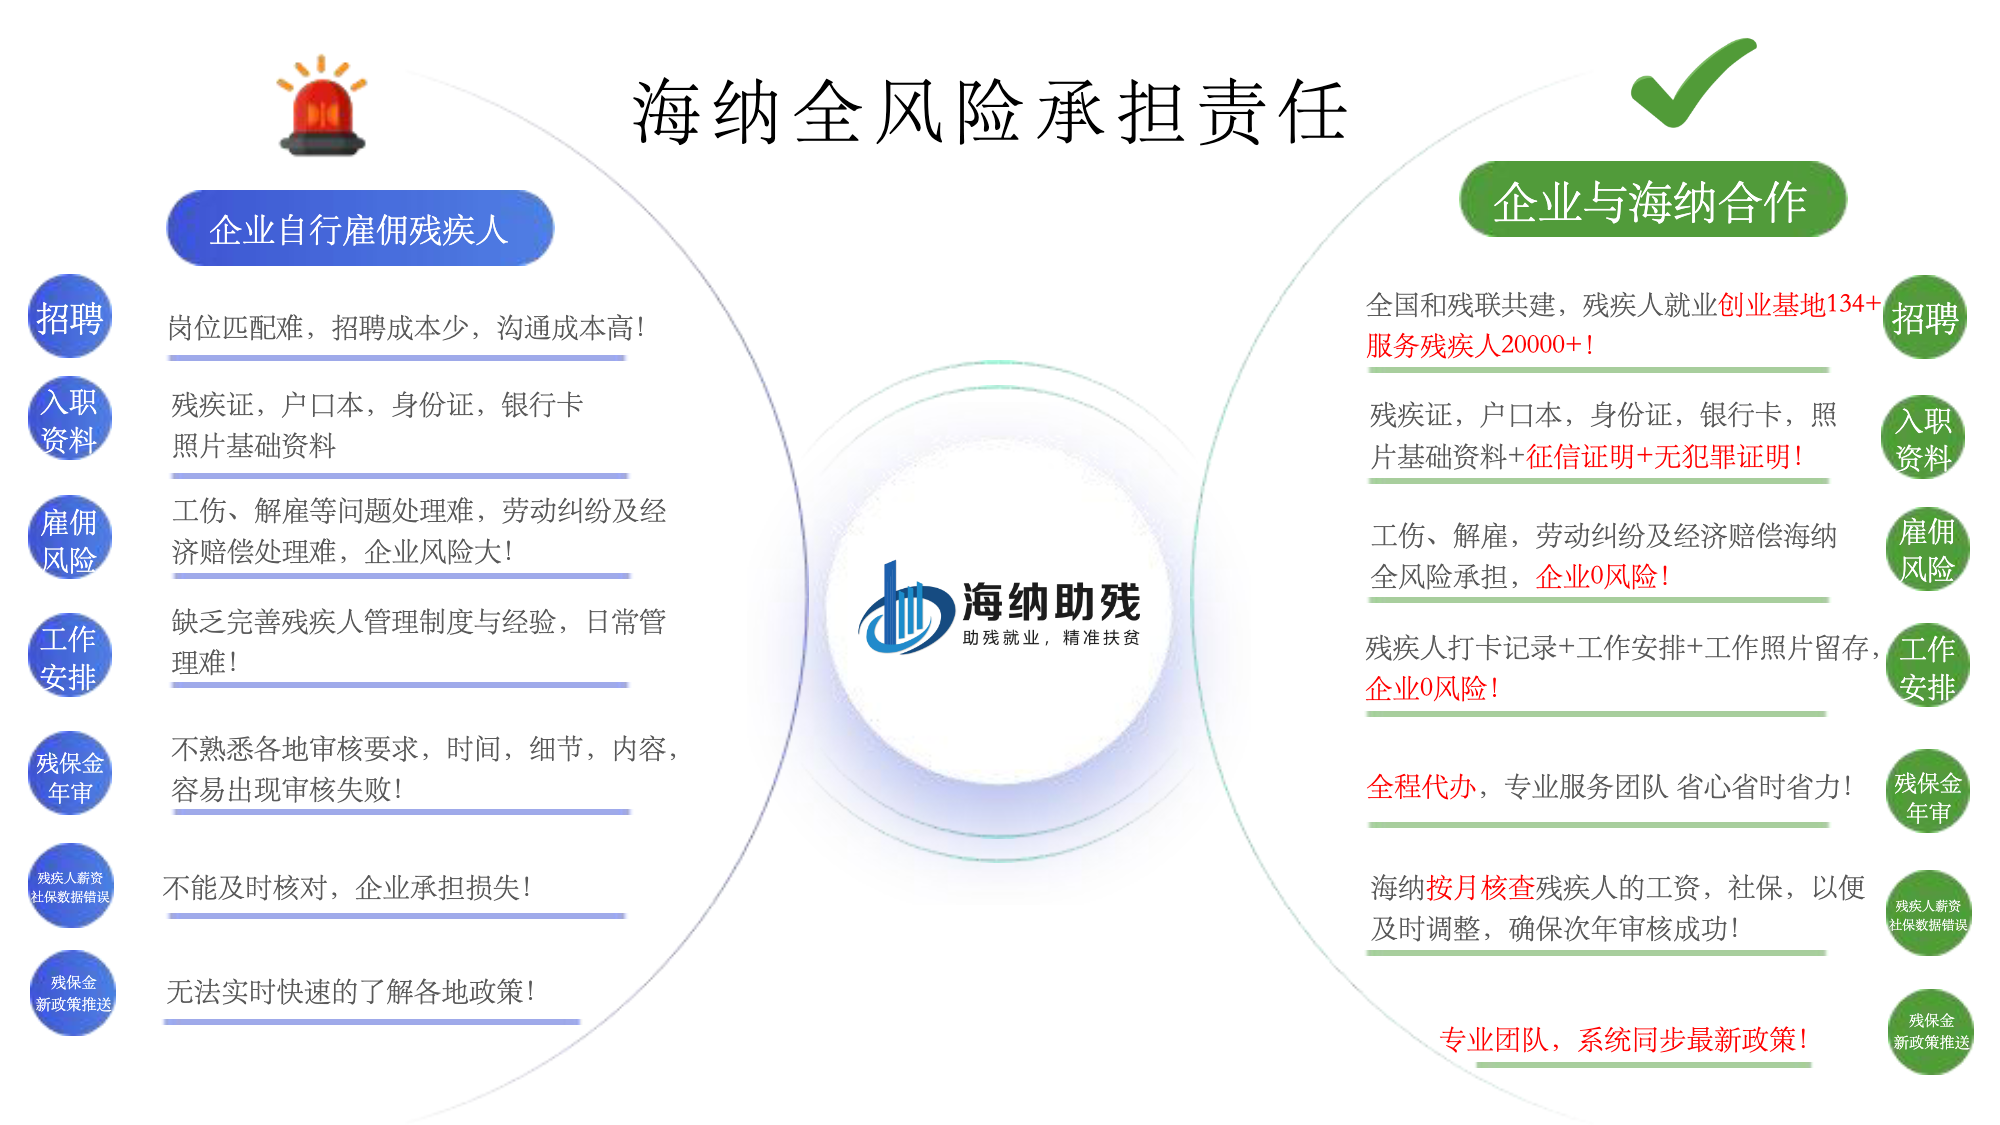 海纳全风险承担责任
企业自行雇佣残疾人
招聘
岗位匹配难，招聘成本少，沟通成本高！
入职
资料
残疾证，户口本，身份证，银行卡
照片基础资料
雇佣
风险
工伤、解雇等问题处理难，劳动纠纷及经
济赔偿处理难，企业风险大！
工作
安排
缺乏完善残疾人管理制度与经验，日常管
理难！
残保金
年审
不熟悉各地审核要求，时间，细节，内容，
容易出现审核失败！
残疾人薪资
社保数据错误
不能及时核对，企业承担损失！
残保金
新政策推送
无法实时快速的了解各地政策！
海纳助残
助残就业，精准扶贫
企业与海纳合作
全国和残联共建，残疾人就业创业基地134+
服务残疾人20000+！
招聘
残疾证，户口本，身份证，银行卡，照
片基础资料+征信证明+无犯罪证明！
入职
资料
工伤、解雇，劳动纠纷及经济赔偿海纳
全风险承担，企业0风险！
雇佣
风险
残疾人打卡记录+工作安排+工作照片留存，
企业0风险！
工作
安排
全程代办，专业服务团队 省心省时省力！
残保金
年审
海纳按月核查残疾人的工资，社保，以便
及时调整，确保次年审核成功！
残疾人薪资
社保数据错误
专业团队，系统同步最新政策！
残保金
新政策推送